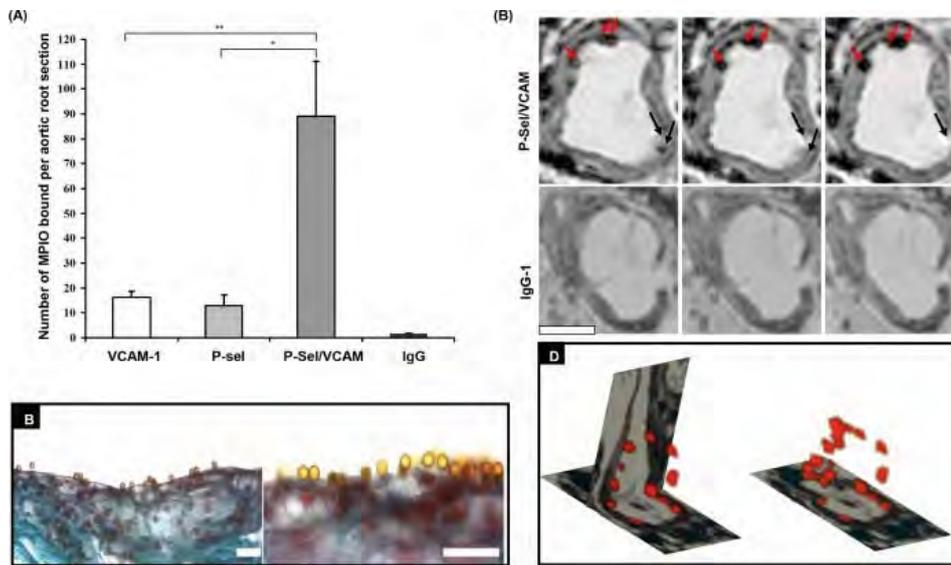 (A)
**
*
Number of MPIO bound per aortic root section
120
110
100
90
80
70
60
50
40
30
20
10
0
VCAM-1
P-sel
P-Sel/VCAM
IgG
(B)
P-Sel/VCAM
IgG-1
B
D